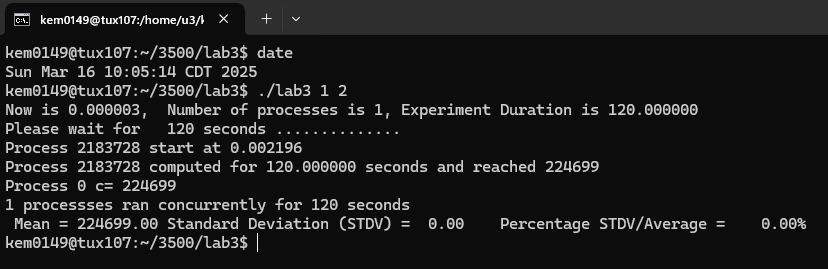 kem0149@tux107:/home/u3/k
kem0149@tux107:~/3500/lab3$ date
Sun Mar 16 10:05:14 CDT 2025
kem0149@tux107:~/3500/lab3$ ./lab3 1 2
Now is 0.000003,  Number of processes is 1, Experiment Duration is 120.000000
Please wait for   120 seconds ..............
Process 2183728 start at 0.002196
Process 2183728 computed for 120.000000 seconds and reached 224699
Process 0 c= 224699
1 processses ran concurrently for 120 seconds
 Mean = 224699.00 Standard Deviation (STDV) =  0.00    Percentage STDV/Average =    0.00%
kem0149@tux107:~/3500/lab3$